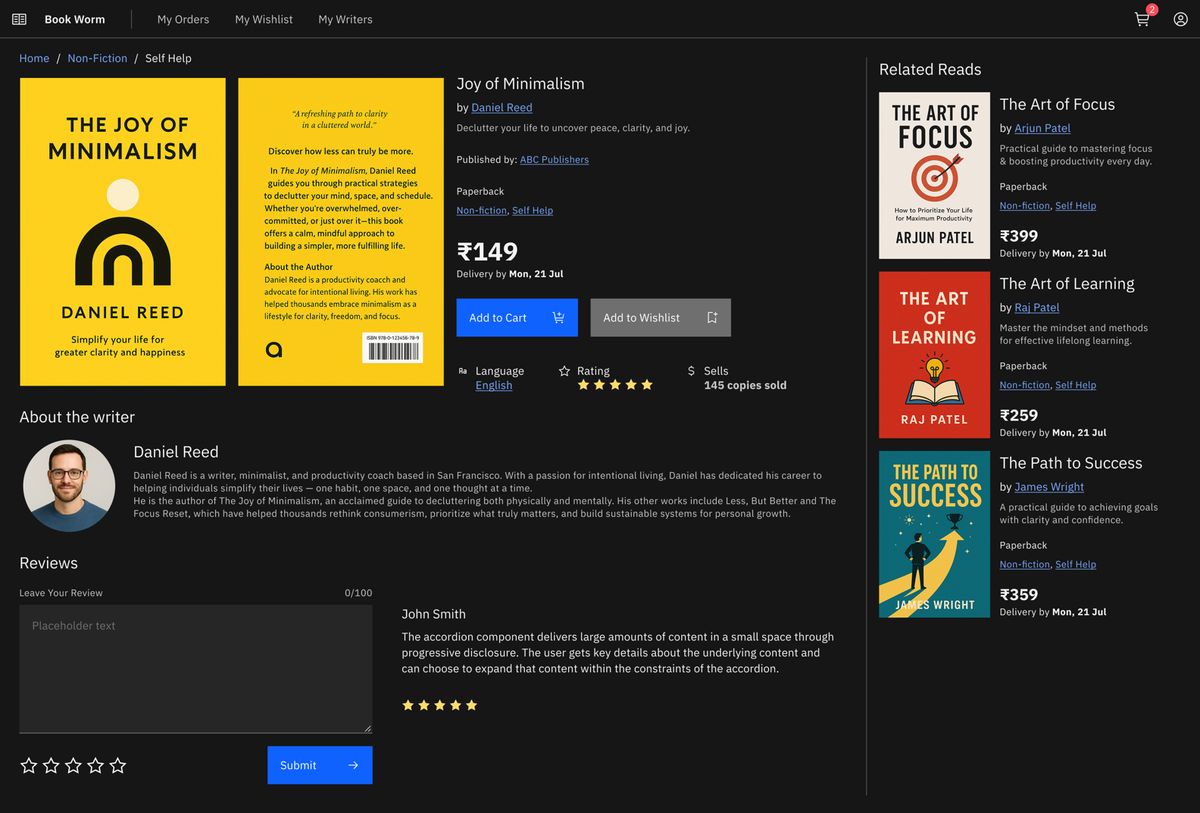 Book Worm
My Orders
My Wishlist
My Writers
2
Home / Non-Fiction / Self Help
THE JOY OF
MINIMALISM
DANIEL REED
Simplify your life for
greater clarity and happiness
“A refreshing path to clarity
in a cluttered world.”
Discover how less can truly be more.
In The Joy of Minimalism, Daniel Reed
guides you through practical strategies
to declutter your mind, space, and schedule.
Whether you’re overwhelmed, over-
committed, or just over it—this book
offers a calm, mindful approach to
building a simpler, more fulfilling life.
About the Author
Daniel Reed is a productivity coacch and
advocate for intentional living. His work has
helped thousands embrace minimalism as a
lifestyle for clarity, freedom, and focus.
ISBN 978-0-123456-78-9
Joy of Minimalism
by Daniel Reed
Declutter your life to uncover peace, clarity, and joy.
Published by: ABC Publishers
Paperback
Non-fiction, Self Help
₹149
Delivery by Mon, 21 Jul
Add to Cart
Add to Wishlist
Language
English
Rating
$ Sells
145 copies sold
About the writer
Daniel Reed
Daniel Reed is a writer, minimalist, and productivity coach based in San Francisco. With a passion for intentional living, Daniel has dedicated his career to
helping individuals simplify their lives — one habit, one space, and one thought at a time.
He is the author of The Joy of Minimalism, an acclaimed guide to decluttering both physically and mentally. His other works include Less, But Better and The
Focus Reset, which have helped thousands rethink consumerism, prioritize what truly matters, and build sustainable systems for personal growth.
Reviews
Leave Your Review
0/100
Placeholder text
Submit
John Smith
The accordion component delivers large amounts of content in a small space through
progressive disclosure. The user gets key details about the underlying content and
can choose to expand that content within the constraints of the accordion.
Related Reads
THE ART OF
FOCUS
How to Prioritize Your Life
for Maximum Productivity
ARJUN PATEL
The Art of Focus
by Arjun Patel
Practical guide to mastering focus
& boosting productivity every day.
Paperback
Non-fiction, Self Help
₹399
Delivery by Mon, 21 Jul
THE ART
OF
LEARNING
RAJ PATEL
The Art of Learning
by Raj Patel
Master the mindset and methods
for effective lifelong learning.
Paperback
Non-fiction, Self Help
₹259
Delivery by Mon, 21 Jul
THE PATH TO
SUCCESS
JAMES WRIGHT
The Path to Success
by James Wright
A practical guide to achieving goals
with clarity and confidence.
Paperback
Non-fiction, Self Help
₹359
Delivery by Mon, 21 Jul